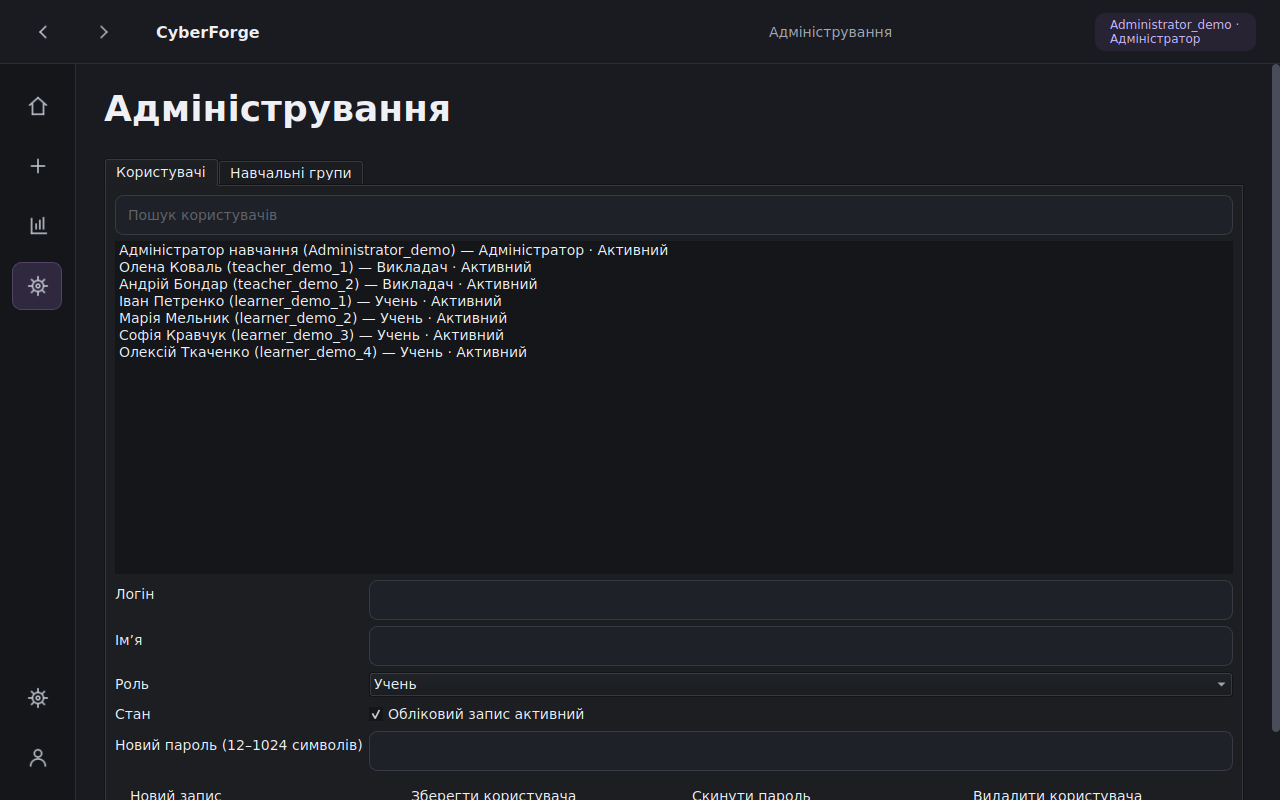 CyberForge
Адміністрування
Administrator_demo ·
Адміністратор
Адміністрування
Користувачі
Навчальні групи
Пошук користувачів
Адміністратор навчання (Administrator_demo) — Адміністратор · Активний
Олена Коваль (teacher_demo_1) — Викладач · Активний
Андрій Бондар (teacher_demo_2) — Викладач · Активний
Іван Петренко (learner_demo_1) — Учень · Активний
Марія Мельник (learner_demo_2) — Учень · Активний
Софія Кравчук (learner_demo_3) — Учень · Активний
Олексій Ткаченко (learner_demo_4) — Учень · Активний
Логін
Ім’я
Роль
Учень
Стан
Обліковий запис активний
Новий пароль (12–1024 символів)
Новий запис
Зберегти користувача
Скинути пароль
Видалити користувача